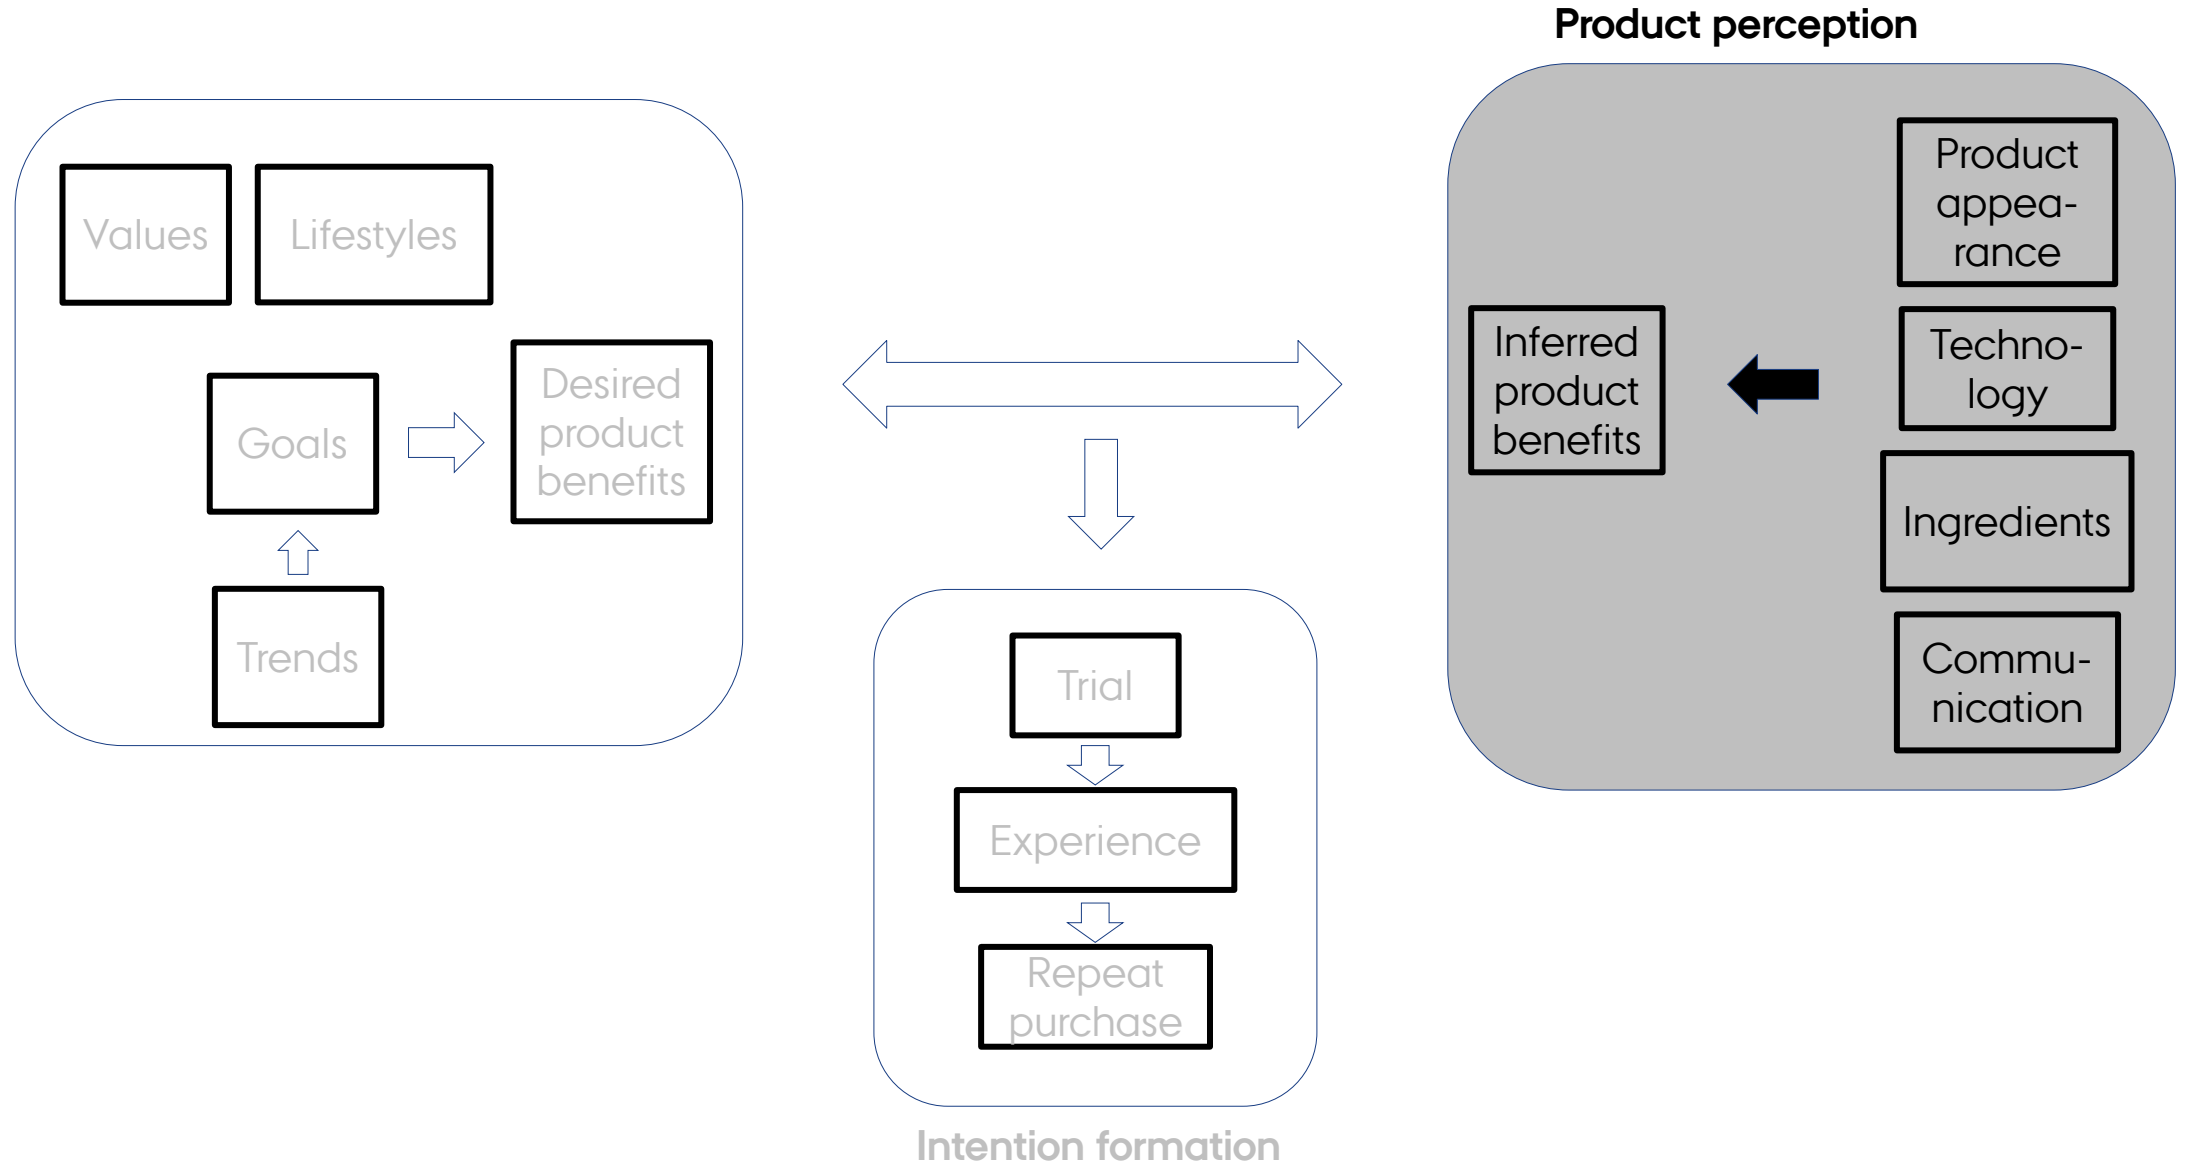 Product perception
Values
Lifestyles
Goals
Desired
product
benefits
Trends
Trial
Experience
Repeat
purchase
Intention formation
Inferred
product
benefits
Product
appea-
rance
Techno-
logy
Ingredients
Commu-
nication